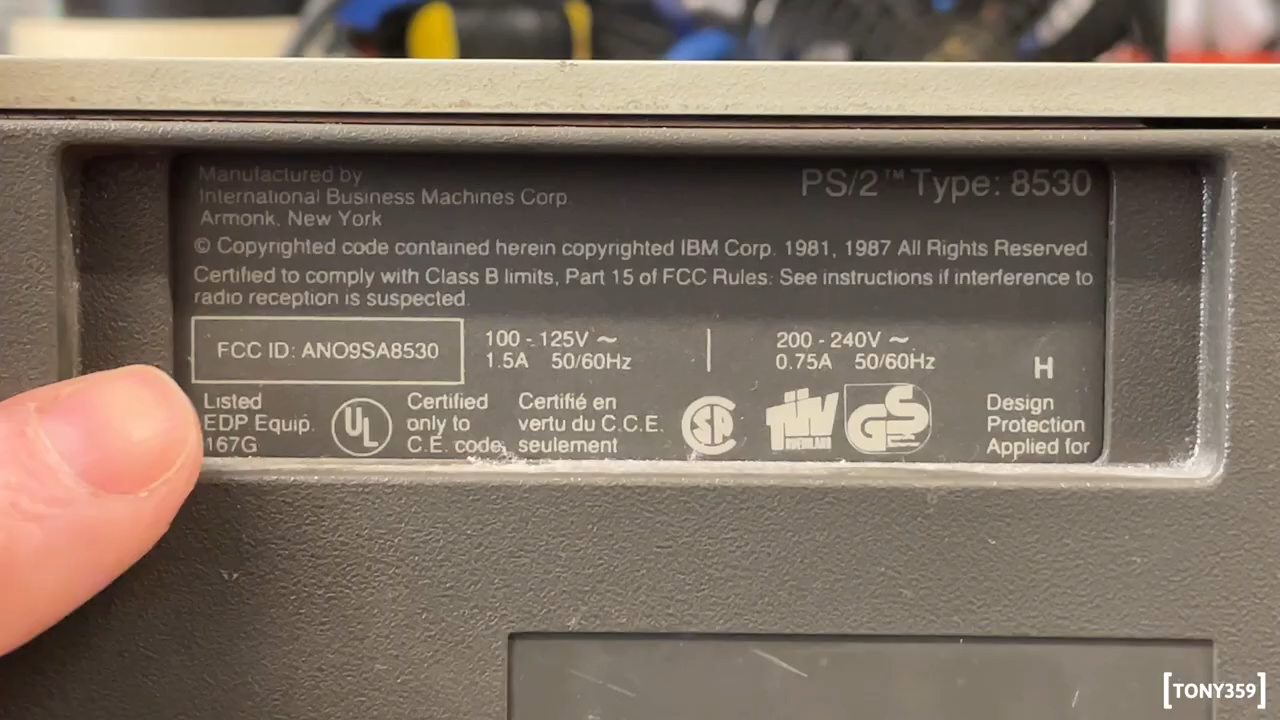 Manufactured by
International Business Machines Corp.
Armonk, New York
PS/2™ Type: 8530
© Copyrighted code contained herein copyrighted IBM Corp. 1981, 1987 All Rights Reserved.
Certified to comply with Class B limits, Part 15 of FCC Rules. See instructions if interference to
radio reception is suspected.
FCC ID: ANO9SA8530
100 - 125V ~
1.5A 50/60Hz
200 - 240V ~
0.75A 50/60Hz
H
Listed
EDP Equip.
167G
UL
Certified
only to
C.E. code,
Certifié en
vertu du C.C.E.
seulement
SP
TÜV
GS
Design
Protection
Applied for
[TONY359]